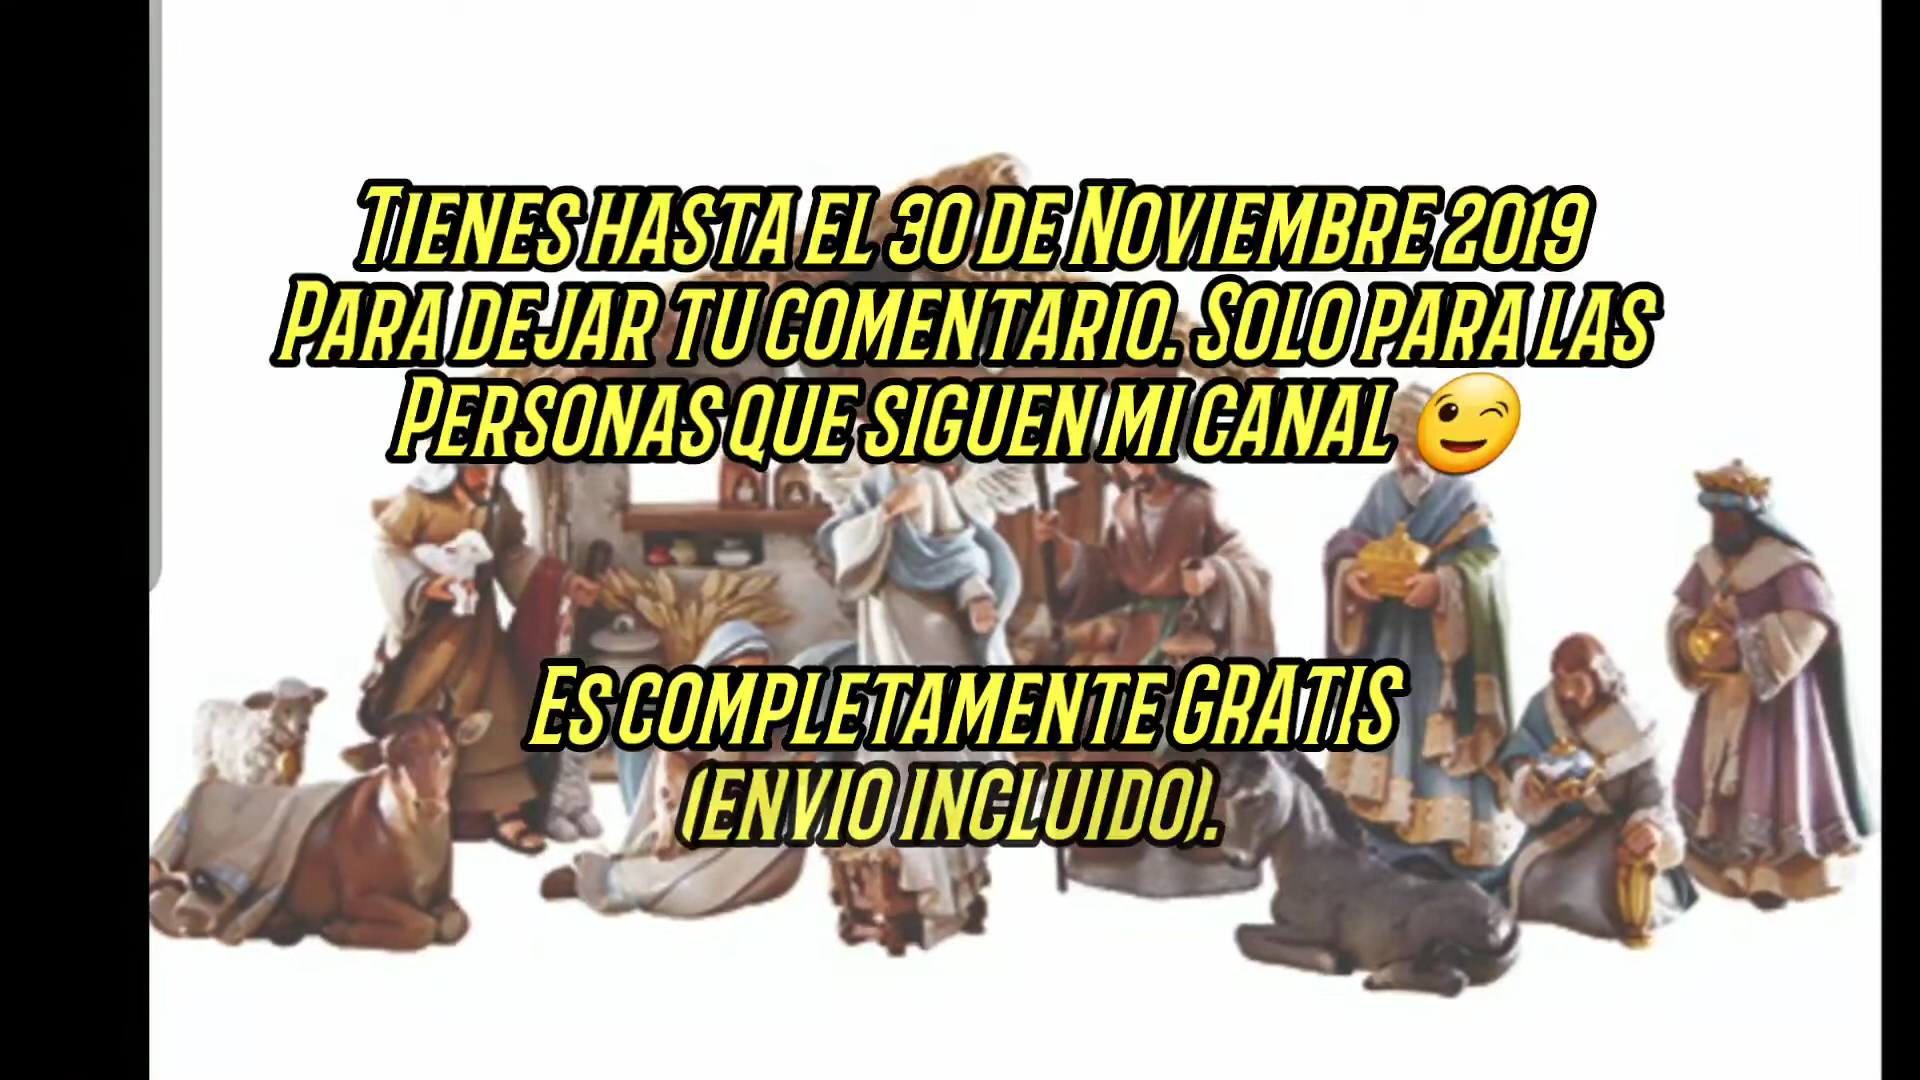 Tienes hasta el 30 de Noviembre 2019
Para dejar tu comentario. Solo para las
Personas que siguen mi canal 😉
Es completamente GRATIS
(envio incluido).